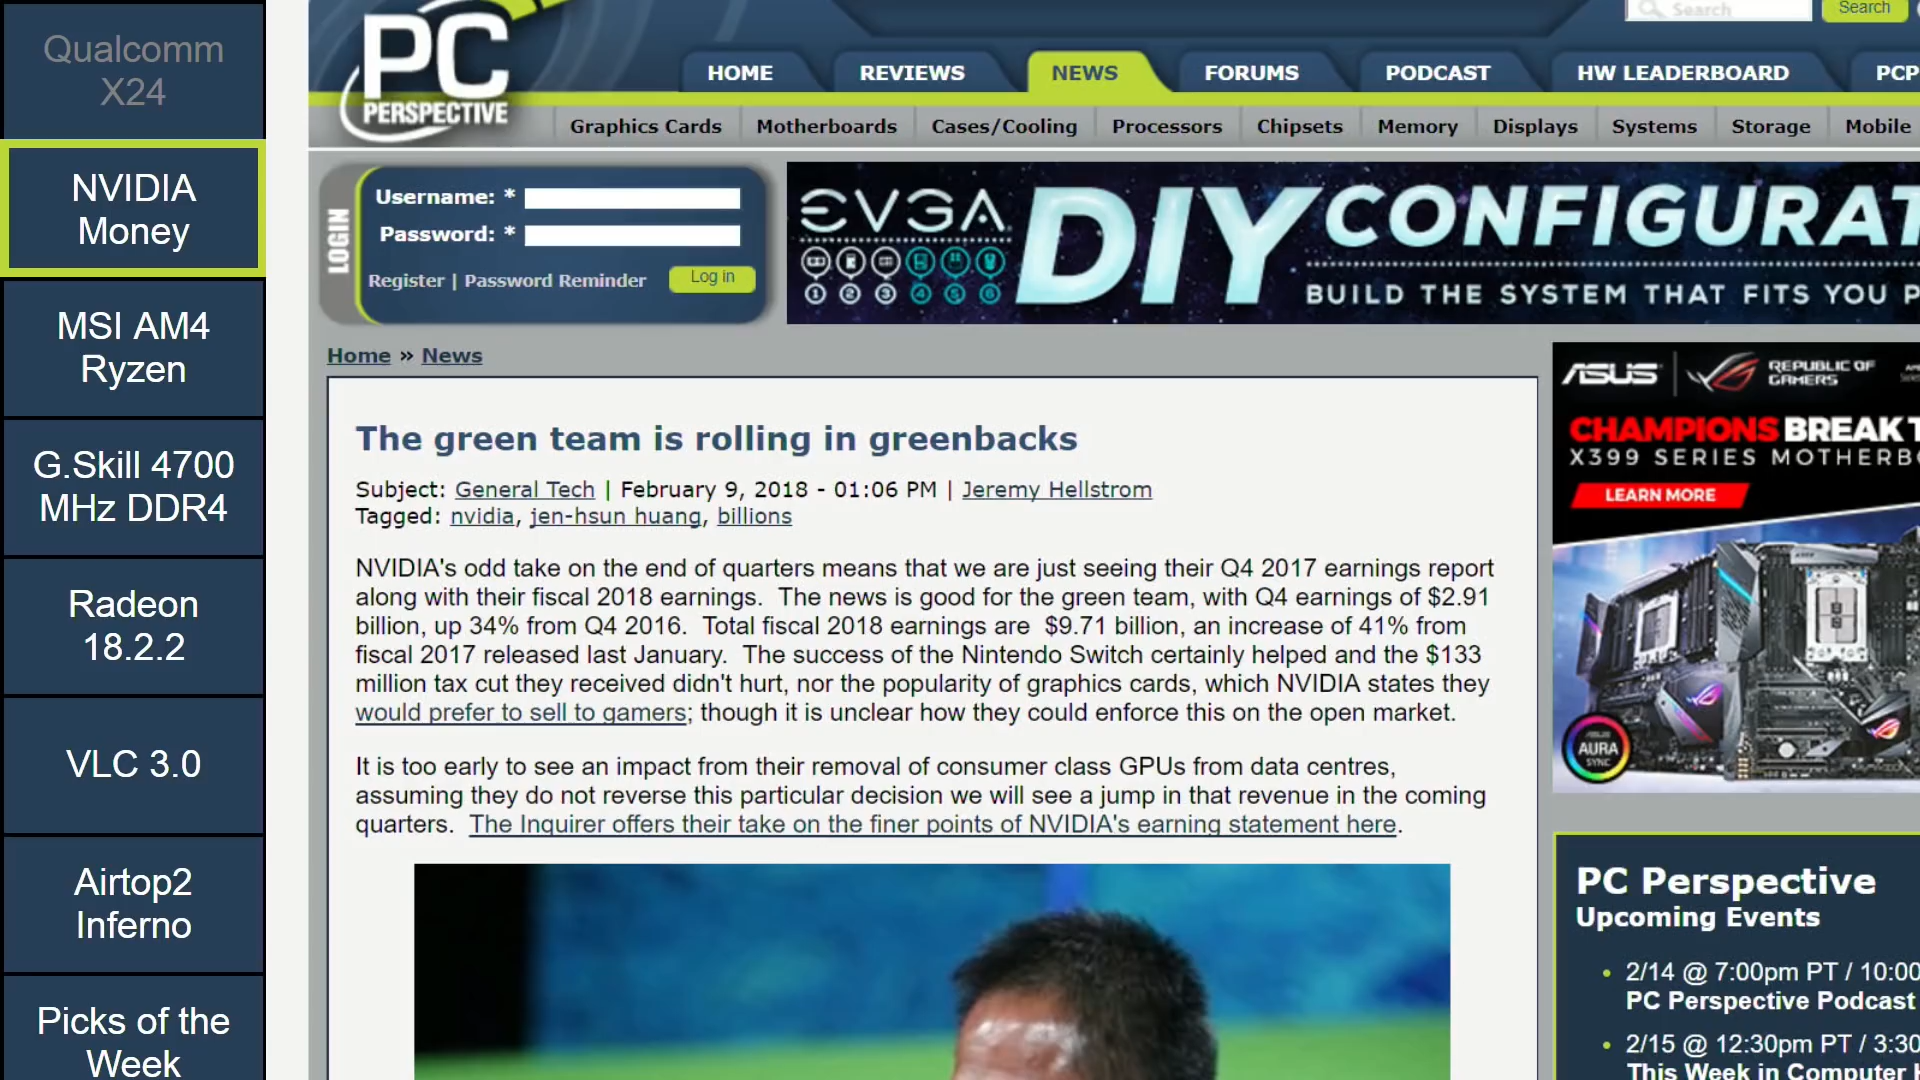 Qualcomm
X24
NVIDIA
Money
MSI AM4
Ryzen
G.Skill 4700
MHz DDR4
Radeon
18.2.2
VLC 3.0
Airtop2
Inferno
Picks of the
Week
PC
PERSPECTIVE
Search
Search
HOME
REVIEWS
NEWS
FORUMS
PODCAST
HW LEADERBOARD
PCP
Graphics Cards
Motherboards
Cases/Cooling
Processors
Chipsets
Memory
Displays
Systems
Storage
Mobile
LOGIN
Username: *
Password: *
Register | Password Reminder
Log in
EVGA
1 2 3 4 5 6
DIY CONFIGURAT
BUILD THE SYSTEM THAT FITS YOU P
Home » News
The green team is rolling in greenbacks
Subject: General Tech | February 9, 2018 - 01:06 PM | Jeremy Hellstrom
Tagged: nvidia, jen-hsun huang, billions
NVIDIA's odd take on the end of quarters means that we are just seeing their Q4 2017 earnings report
along with their fiscal 2018 earnings.  The news is good for the green team, with Q4 earnings of $2.91
billion, up 34% from Q4 2016.  Total fiscal 2018 earnings are  $9.71 billion, an increase of 41% from
fiscal 2017 released last January.  The success of the Nintendo Switch certainly helped and the $133
million tax cut they received didn't hurt, nor the popularity of graphics cards, which NVIDIA states they
would prefer to sell to gamers; though it is unclear how they could enforce this on the open market.
It is too early to see an impact from their removal of consumer class GPUs from data centres,
assuming they do not reverse this particular decision we will see a jump in that revenue in the coming
quarters.  The Inquirer offers their take on the finer points of NVIDIA's earning statement here.
ASUS
REPUBLIC OF
GAMERS
CHAMPIONS BREAK T
X399 SERIES MOTHERBO
LEARN MORE
AURA
SYNC
PC Perspective
Upcoming Events
2/14 @ 7:00pm PT / 10:00
PC Perspective Podcast
2/15 @ 12:30pm PT / 3:30
This Week in Computer H